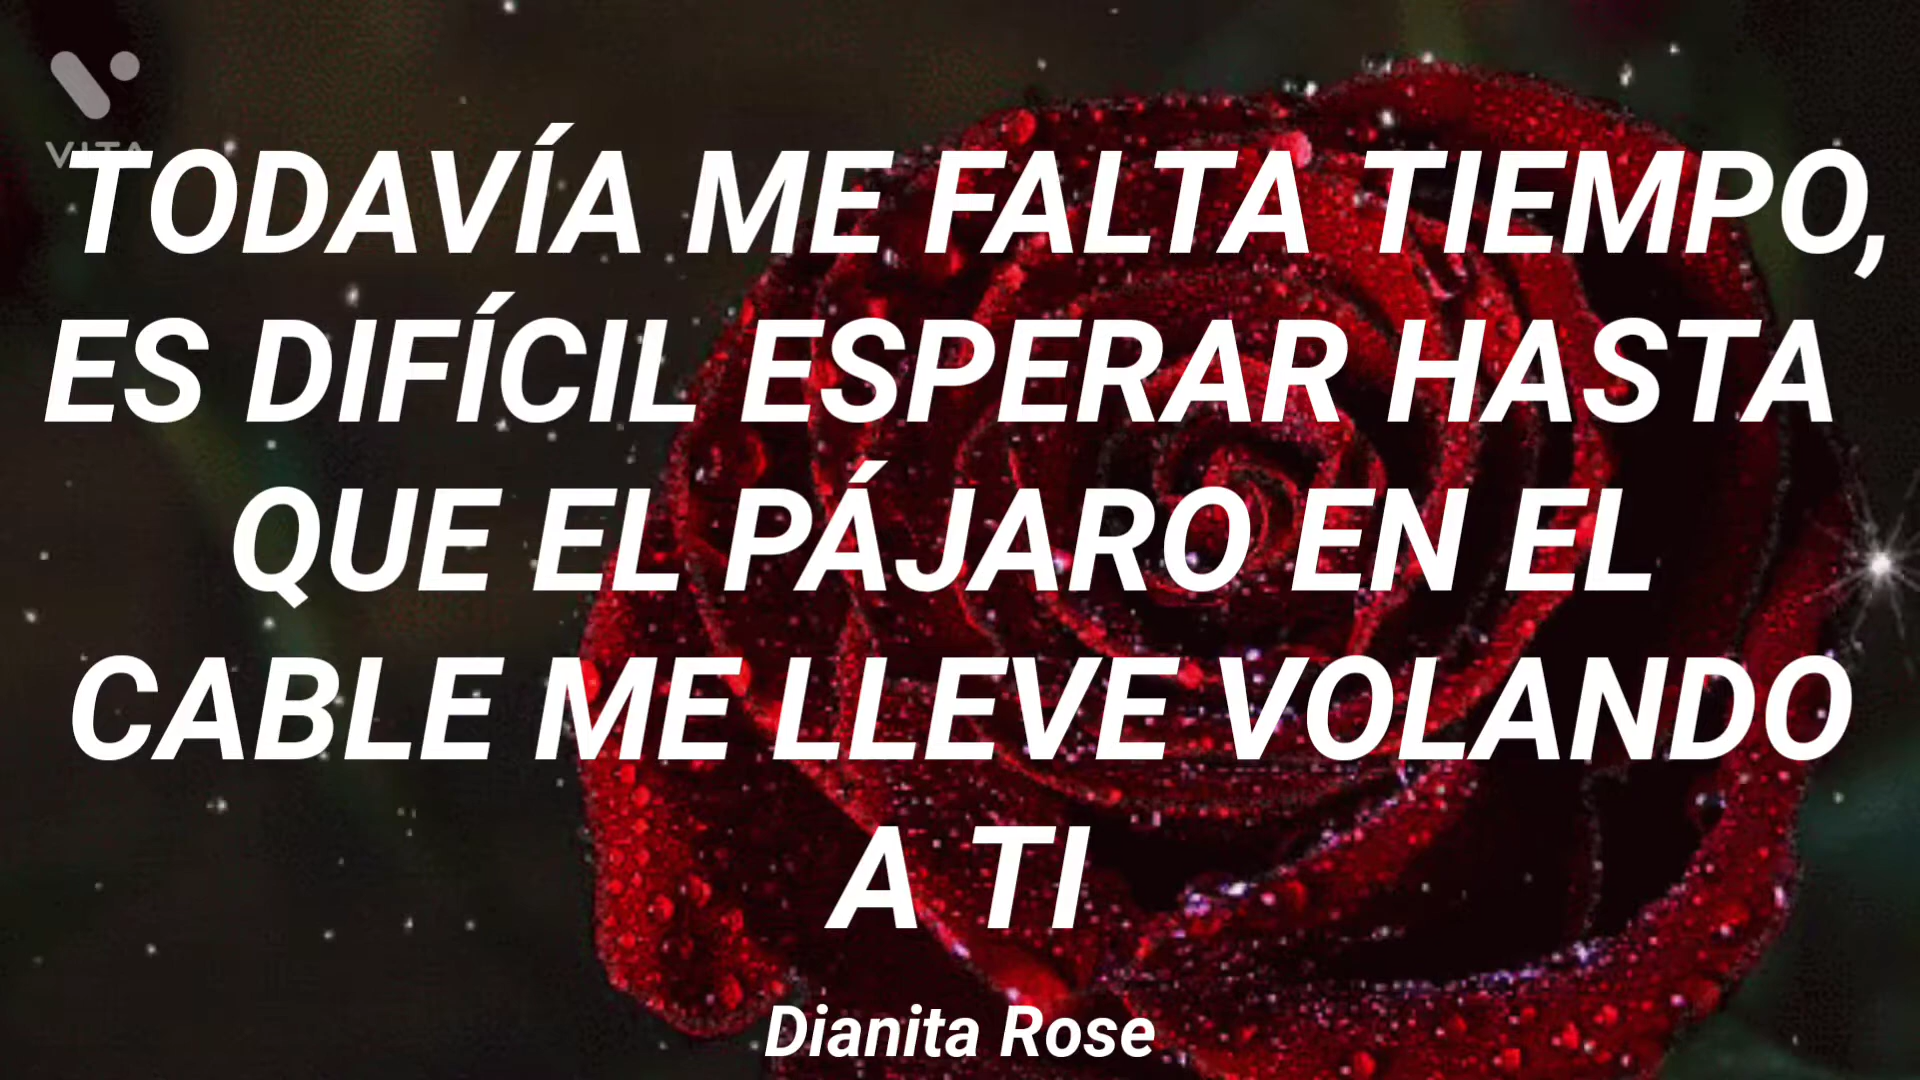 VITA
TODAVÍA ME FALTA TIEMPO,
ES DIFÍCIL ESPERAR HASTA
QUE EL PÁJARO EN EL
CABLE ME LLEVE VOLANDO
A TI
Dianita Rose